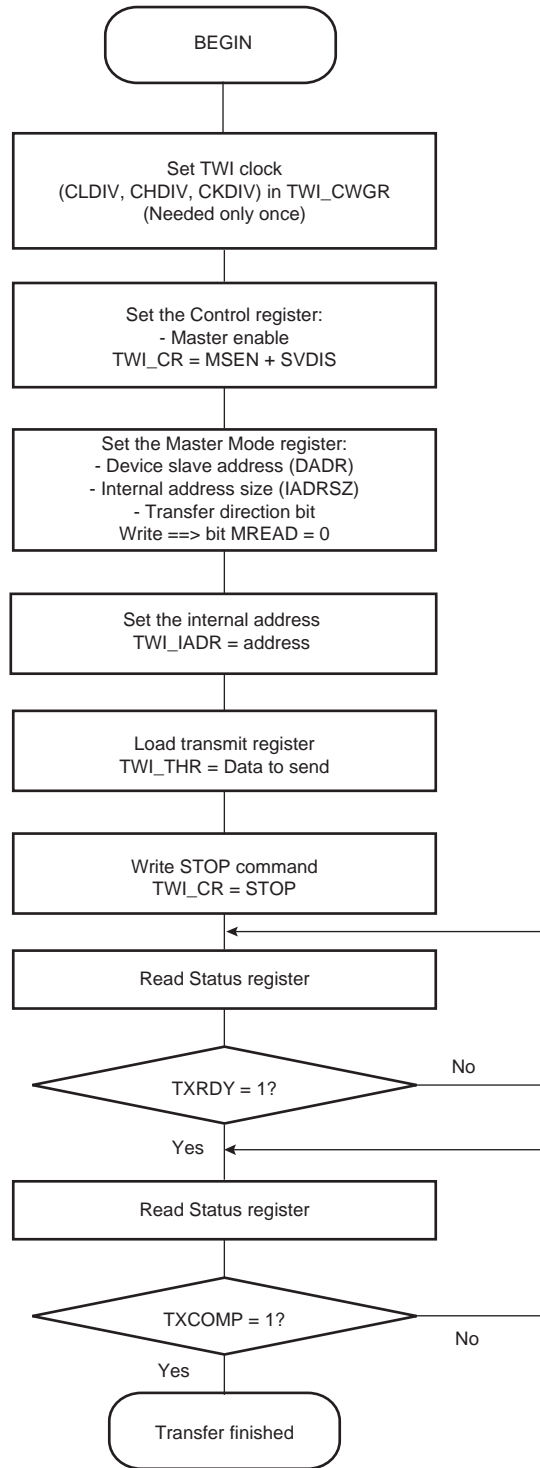 BEGIN
Set TWI clock
(CLDIV, CHDIV, CKDIV) in TWI_CWGR
(Needed only once)
Set the Control register:
- Master enable
TWI_CR = MSEN + SVDIS
Set the Master Mode register:
- Device slave address (DADR)
- Internal address size (IADRSZ)
- Transfer direction bit
Write ==> bit MREAD = 0
Set the internal address
TWI_IADR = address
Load transmit register
TWI_THR = Data to send
Write STOP command
TWI_CR = STOP
Read Status register
TXRDY = 1?
No
Yes
Read Status register
TXCOMP = 1?
No
Yes
Transfer finished